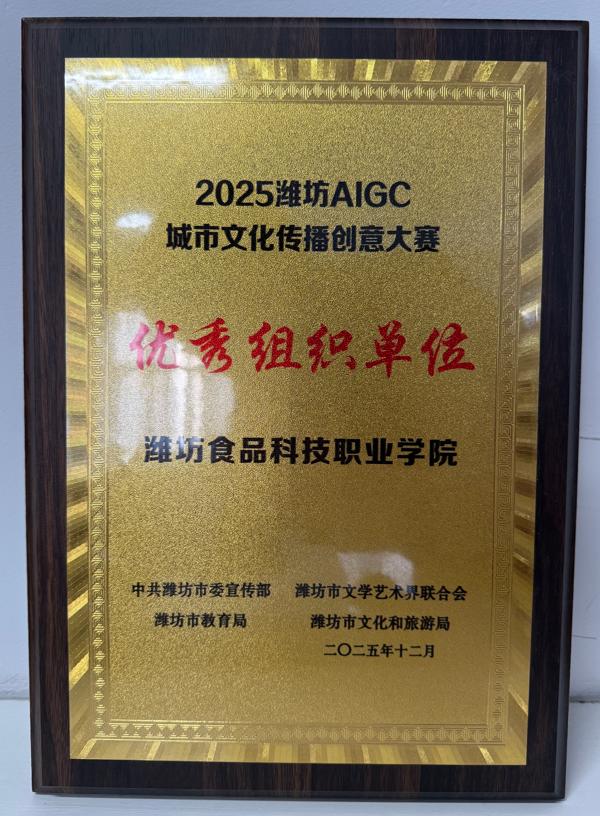 2025潍坊AIGC
城市文化传播创意大赛
优秀组织单位
潍坊食品科技职业学院
中共潍坊市委宣传部 潍坊市文学艺术界联合会
潍坊市教育局 潍坊市文化和旅游局
二〇二五年十二月